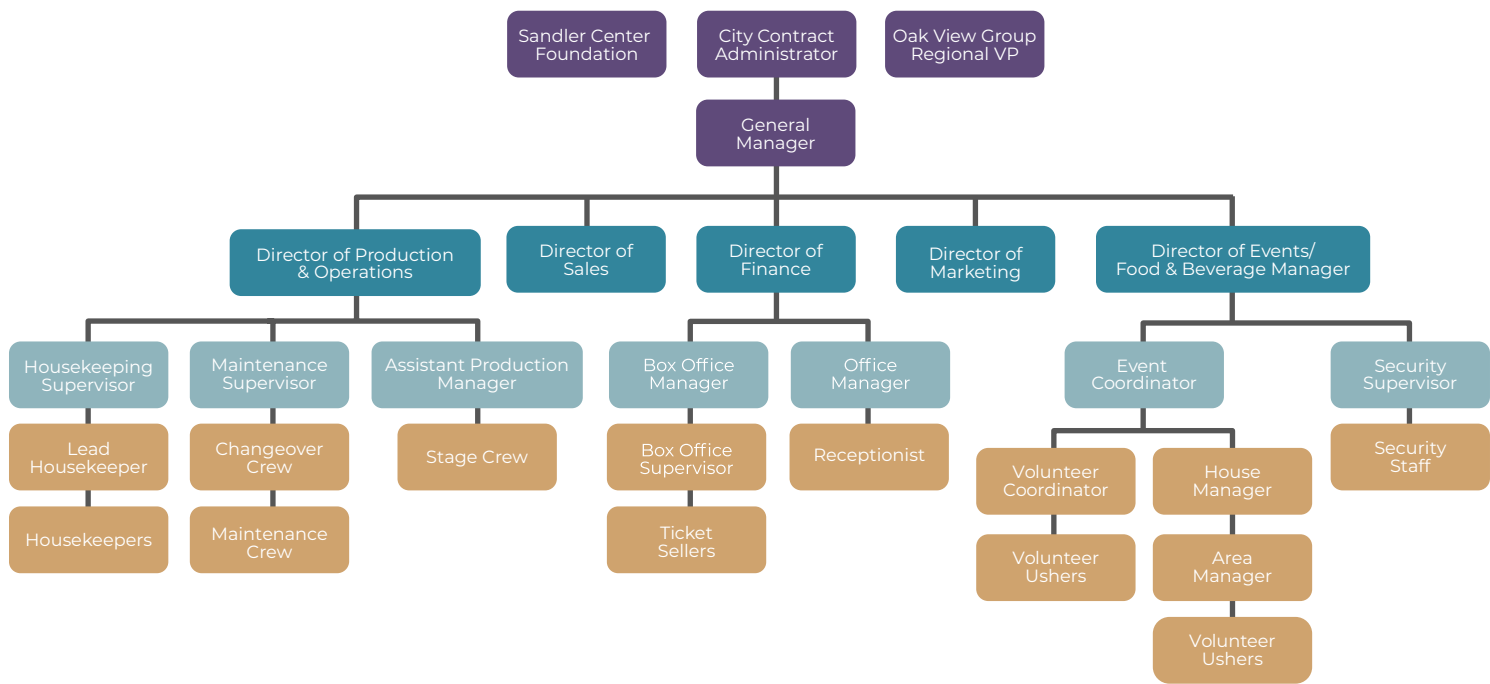 Sandler Center
Foundation
City Contract
Administrator
Oak View Group
Regional VP
General
Manager
Director of Production
& Operations
Director of
Sales
Director of
Finance
Director of
Marketing
Director of Events/
Food & Beverage Manager
Housekeeping
Supervisor
Maintenance
Supervisor
Assistant Production
Manager
Box Office
Manager
Office
Manager
Event
Coordinator
Security
Supervisor
Lead
Housekeeper
Changeover
Crew
Stage Crew
Box Office
Supervisor
Receptionist
Volunteer
Coordinator
House
Manager
Security
Staff
Housekeepers
Maintenance
Crew
Ticket
Sellers
Volunteer
Ushers
Area
Manager
Volunteer
Ushers